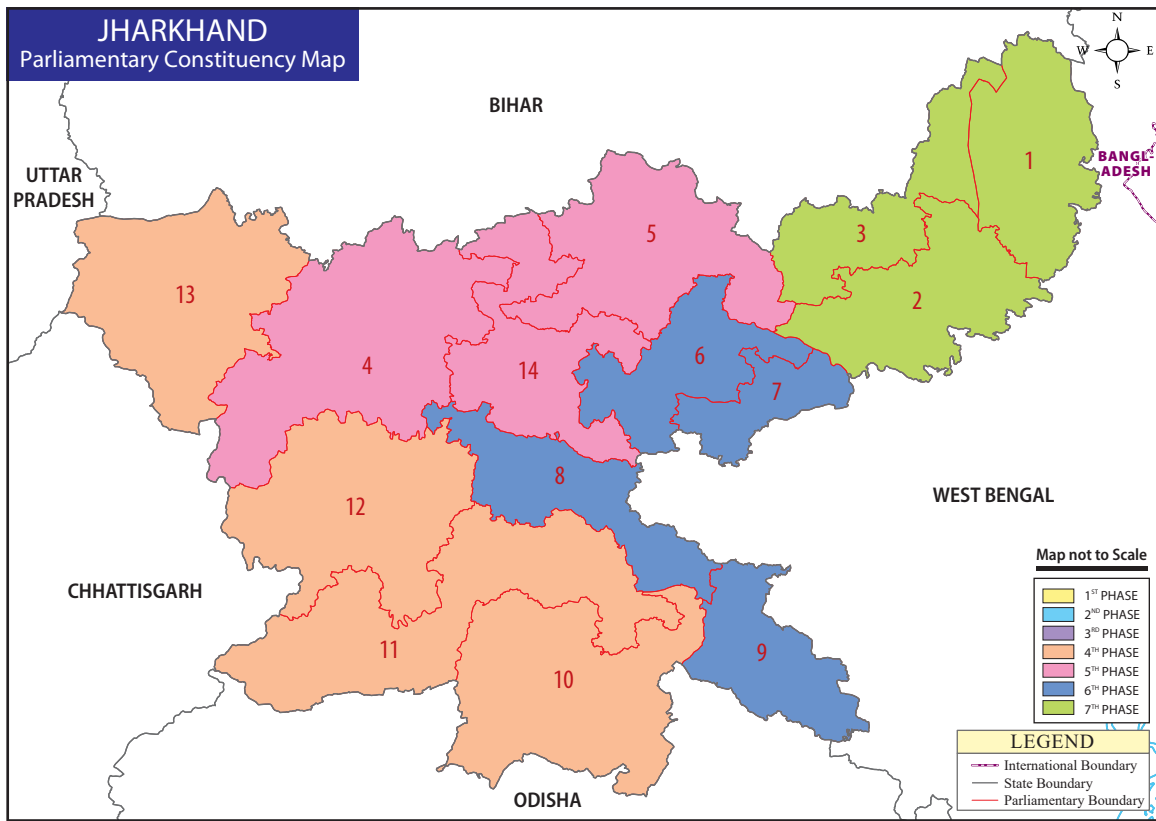 JHARKHAND
Parliamentary Constituency Map
N
W
E
S
BIHAR
UTTAR
PRADESH
BANGL-
ADESH
1
5
3
13
2
6
4
14
7
8
WEST BENGAL
12
CHHATTISGARH
11
9
10
ODISHA
Map not to Scale
1ST PHASE
2ND PHASE
3RD PHASE
4TH PHASE
5TH PHASE
6TH PHASE
7TH PHASE
LEGEND
International Boundary
State Boundary
Parliamentary Boundary